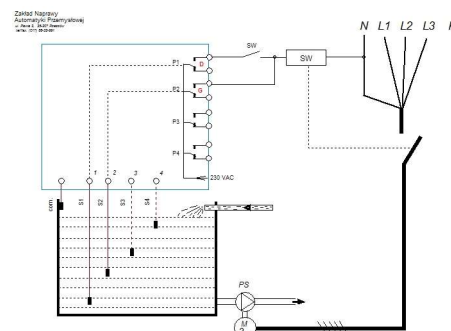 Zakład Naprawy
Automatyki Przemysłowej
N L1 L2 L3
SW
SW
P1
D
P2
G
P3
P4
230 VAC
1 2 3 4
com.
S1
S2
S3
S4
PS
M